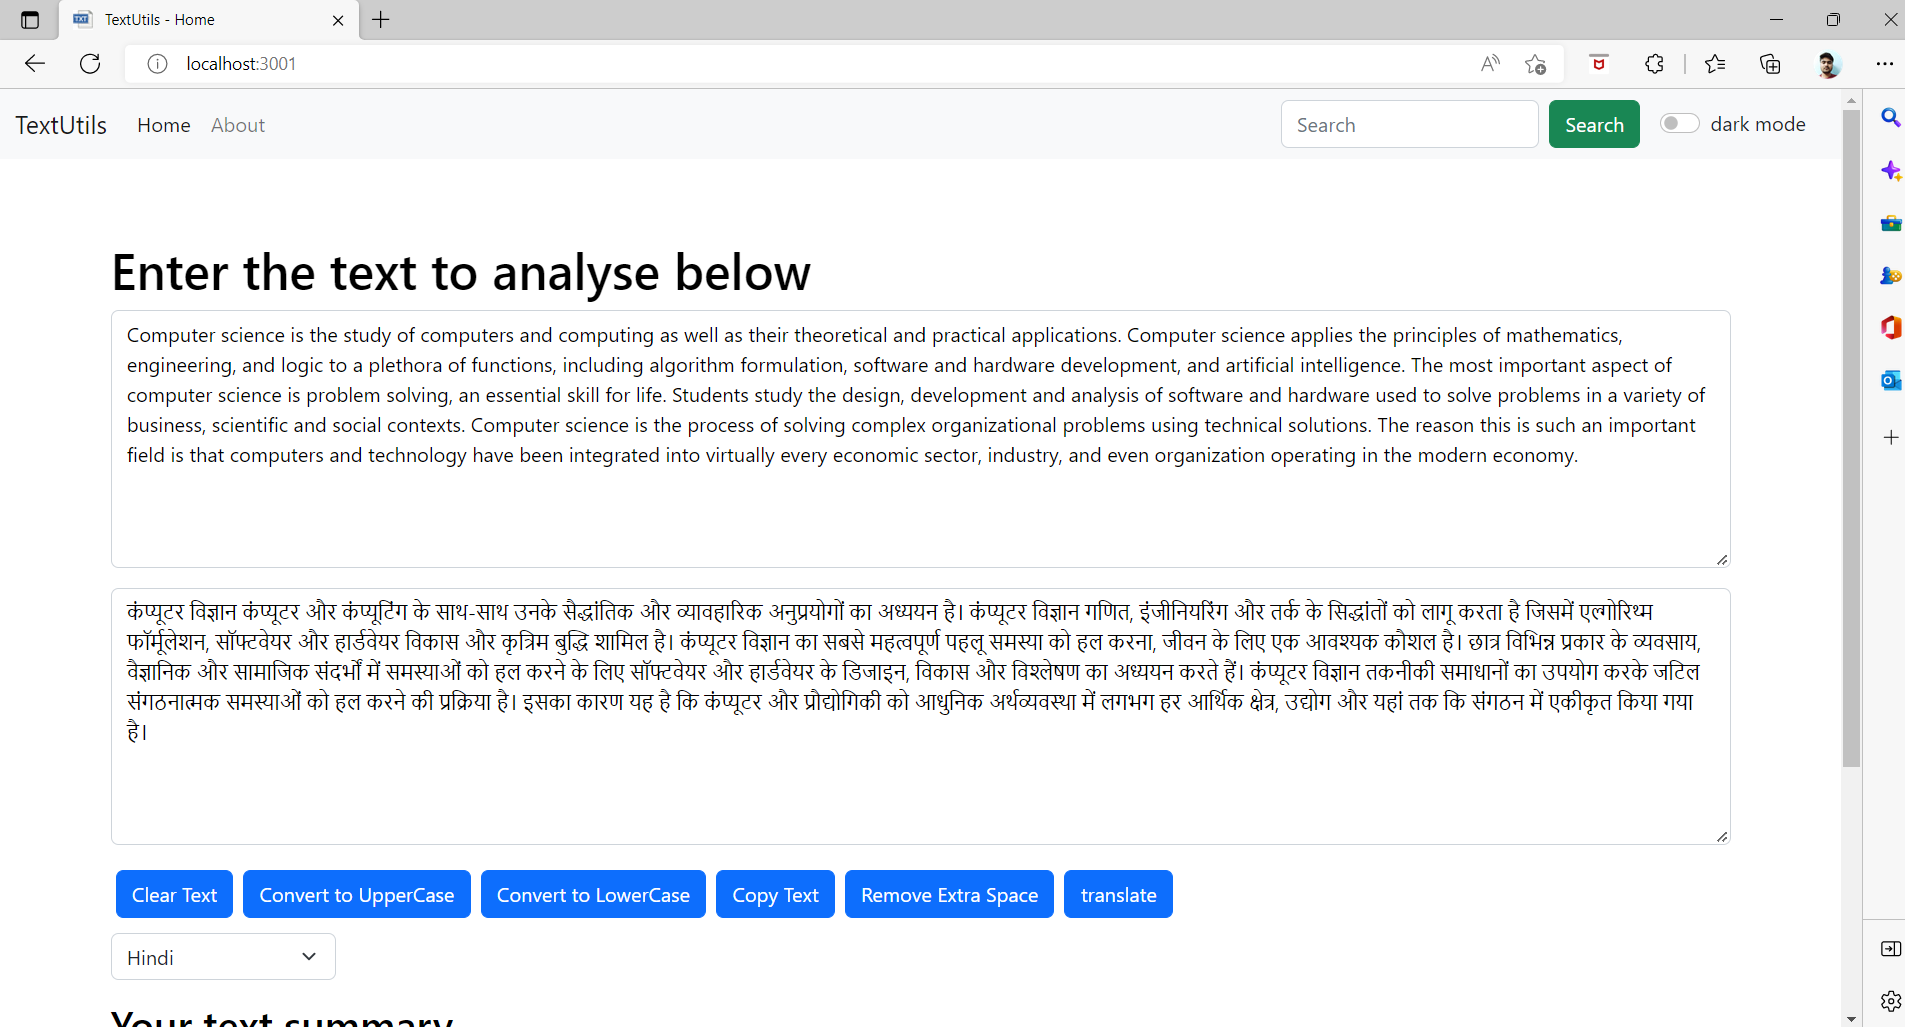 TextUtils - Home
localhost:3001
TextUtils Home About Search Search dark mode
Enter the text to analyse below
Computer science is the study of computers and computing as well as their theoretical and practical applications. Computer science applies the principles of mathematics,
engineering, and logic to a plethora of functions, including algorithm formulation, software and hardware development, and artificial intelligence. The most important aspect of
computer science is problem solving, an essential skill for life. Students study the design, development and analysis of software and hardware used to solve problems in a variety of
business, scientific and social contexts. Computer science is the process of solving complex organizational problems using technical solutions. The reason this is such an important
field is that computers and technology have been integrated into virtually every economic sector, industry, and even organization operating in the modern economy.
कंप्यूटर विज्ञान कंप्यूटर और कंप्यूटिंग के साथ-साथ उनके सैद्धांतिक और व्यावहारिक अनुप्रयोगों का अध्ययन है। कंप्यूटर विज्ञान गणित, इंजीनियरिंग और तर्क के सिद्धांतों को लागू करता है जिसमें एल्गोरिथ्म
फॉर्मूलेशन, सॉफ्टवेयर और हार्डवेयर विकास और कृत्रिम बुद्धि शामिल है। कंप्यूटर विज्ञान का सबसे महत्वपूर्ण पहलू समस्या को हल करना, जीवन के लिए एक आवश्यक कौशल है। छात्र विभिन्न प्रकार के व्यवसाय,
वैज्ञानिक और सामाजिक संदर्भों में समस्याओं को हल करने के लिए सॉफ्टवेयर और हार्डवेयर के डिजाइन, विकास और विश्लेषण का अध्ययन करते हैं। कंप्यूटर विज्ञान तकनीकी समाधानों का उपयोग करके जटिल
संगठनात्मक समस्याओं को हल करने की प्रक्रिया है। इसका कारण यह है कि कंप्यूटर और प्रौद्योगिकी को आधुनिक अर्थव्यवस्था में लगभग हर आर्थिक क्षेत्र, उद्योग और यहां तक कि संगठन में एकीकृत किया गया
है।
Clear Text Convert to UpperCase Convert to LowerCase Copy Text Remove Extra Space translate
Hindi
Your text summary